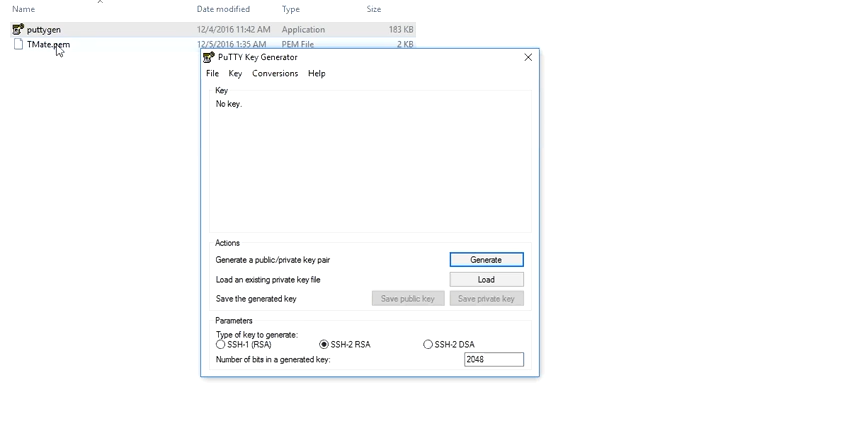 Name Date modified Type Size
puttygen 12/4/2016 11:42 AM Application 183 KB
TMate.pem 12/5/2016 1:35 AM PEM File 2 KB
PuTTY Key Generator
File Key Conversions Help
Key
No key.
Actions
Generate a public/private key pair Generate
Load an existing private key file Load
Save the generated key Save public key Save private key
Parameters
Type of key to generate:
SSH-1 (RSA) SSH-2 RSA SSH-2 DSA
Number of bits in a generated key: 2048